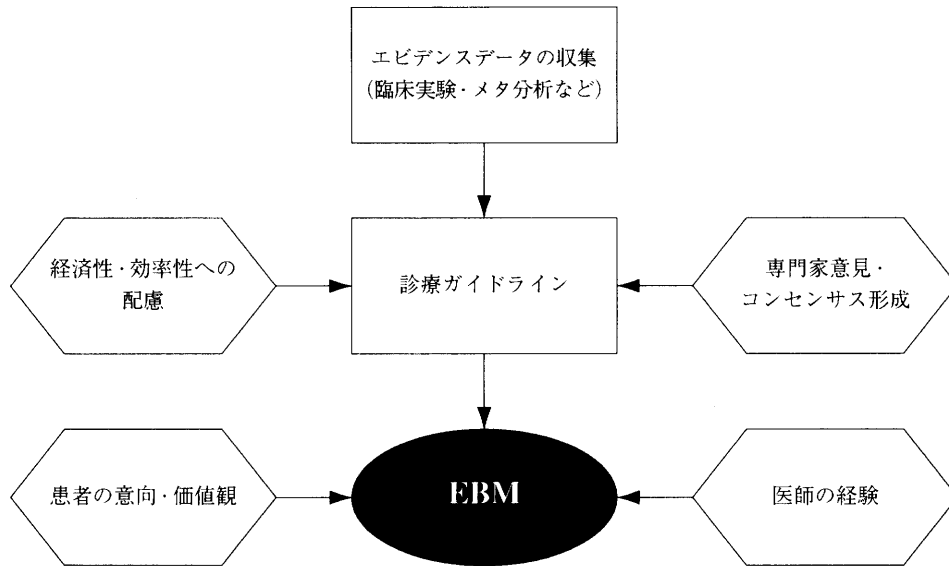 エビデンスデータの収集
(臨床実験・メタ分析など)
経済性・効率性への
配慮
診療ガイドライン
専門家意見・
コンセンサス形成
患者の意向・価値観
EBM
医師の経験